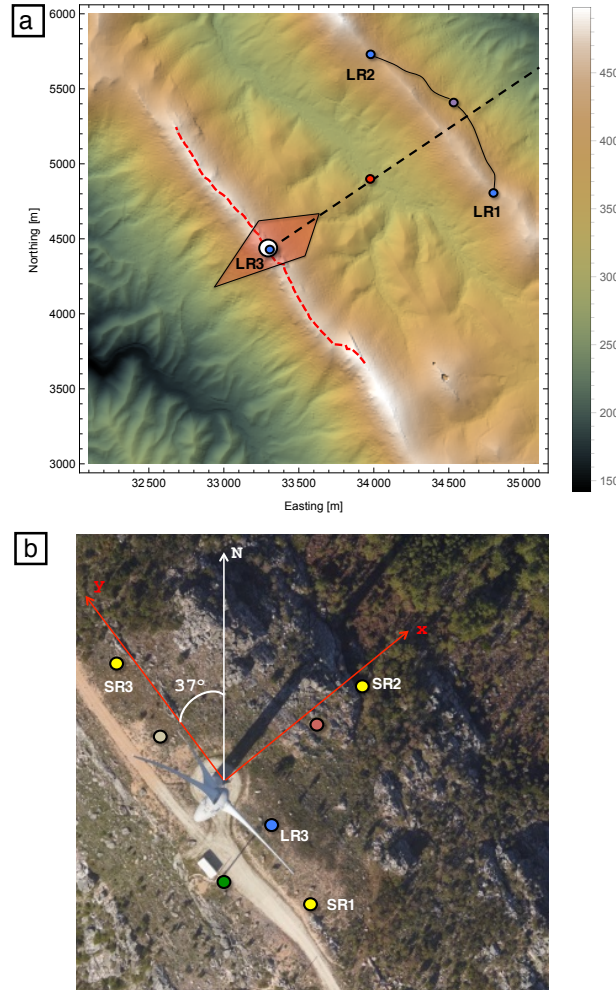 a
6000
5500
5000
4500
4000
3500
3000
Northing [m]
32 500
33 000
33 500
34 000
34 500
35 000
Easting [m]
LR2
LR1
LR3
450
400
350
300
250
200
150
b
N
y
x
37°
SR3
SR2
LR3
SR1